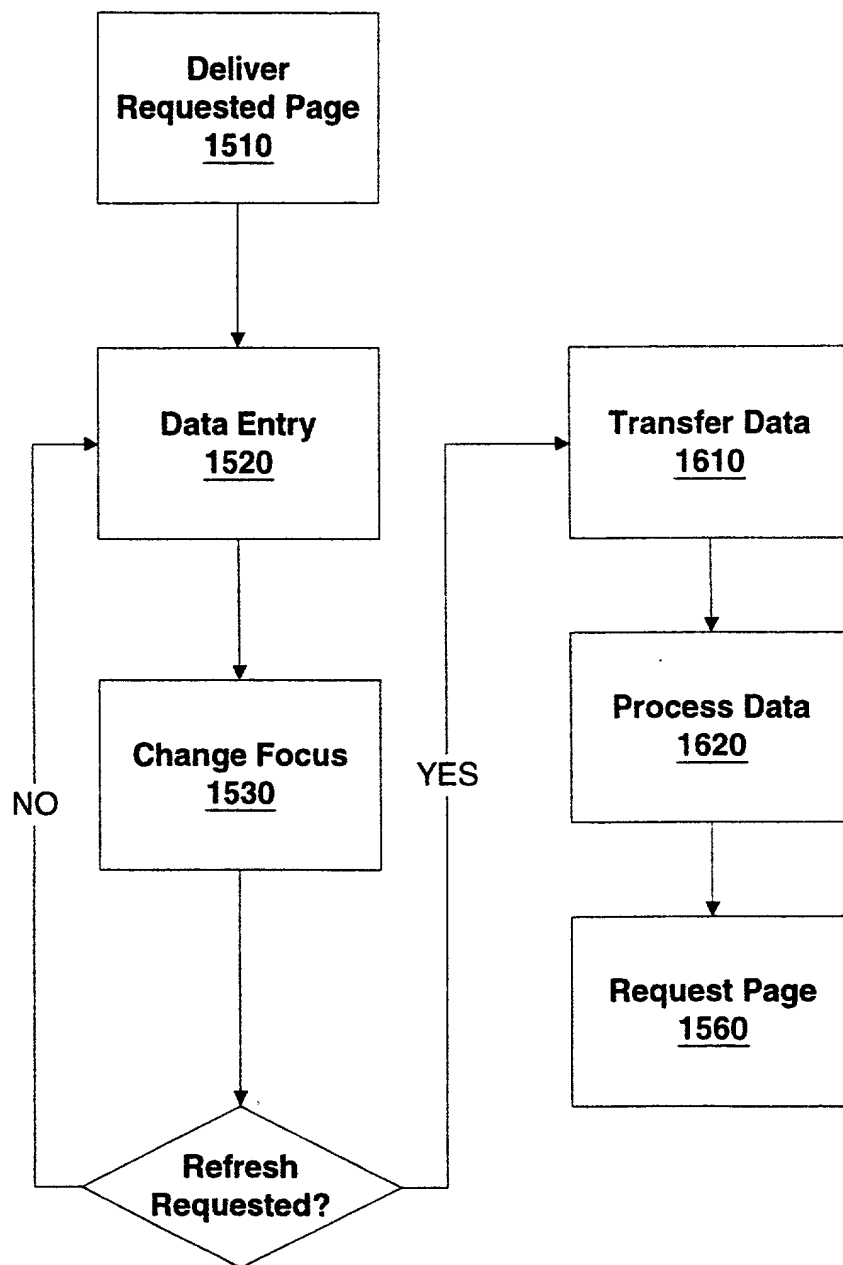 Deliver
Requested Page
1510
Data Entry
1520
Change Focus
1530
NO
Refresh
Requested?
YES
Transfer Data
1610
Process Data
1620
Request Page
1560